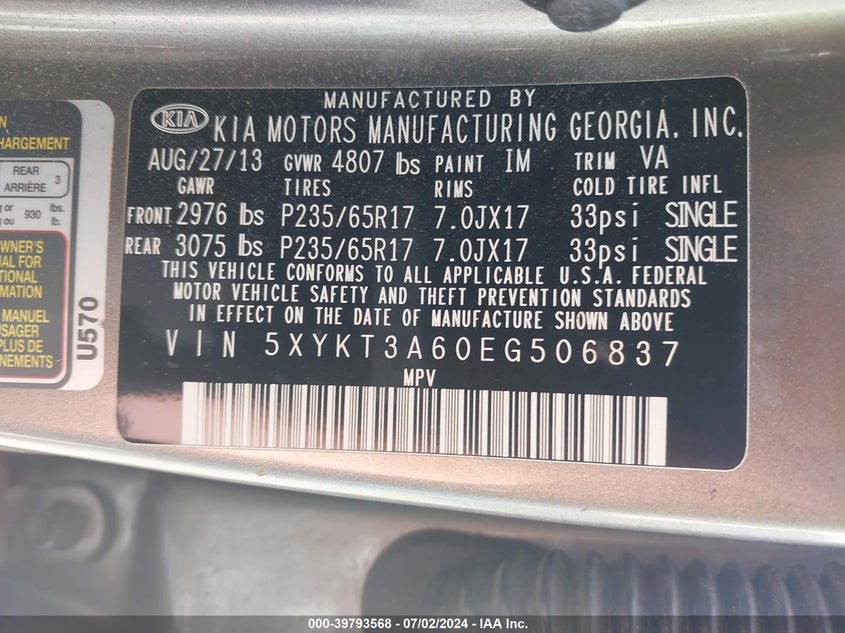 MANUFACTURED BY
KIA KIA MOTORS MANUFACTURING GEORGIA, INC.
AUG/27/13 GVWR 4807 lbs PAINT IM TRIM VA
GAWR TIRES RIMS COLD TIRE INFL
FRONT 2976 lbs P235/65R17 7.0JX17 33psi SINGLE
REAR 3075 lbs P235/65R17 7.0JX17 33psi SINGLE
THIS VEHICLE CONFORMS TO ALL APPLICABLE U.S.A. FEDERAL
MOTOR VEHICLE SAFETY AND THEFT PREVENTION STANDARDS
IN EFFECT ON THE DATE OF MANUFACTURE SHOWN ABOVE
VIN 5XYKT3A60EG506837
MPV
REAR
ARRIÈRE 3
930 lbs.
ou lb.
MANUEL
PLUS
U570
000-39793568 - 07/02/2024 - IAA Inc.